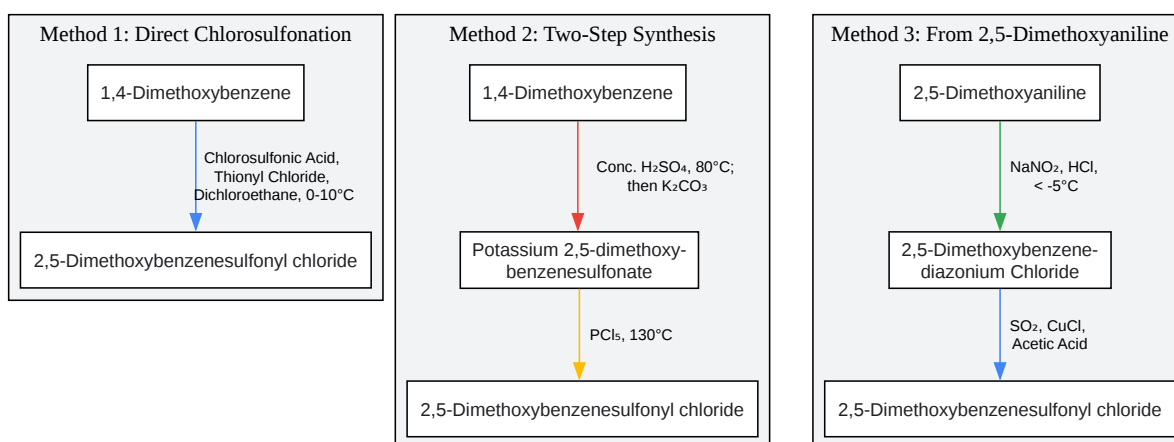 Method 1: Direct Chlorosulfonation
1,4-Dimethoxybenzene
Chlorosulfonic Acid,
Thionyl Chloride,
Dichloroethane, 0-10°C
2,5-Dimethoxybenzenesulfonyl chloride
Method 2: Two-Step Synthesis
1,4-Dimethoxybenzene
Conc. H₂SO₄, 80°C;
then K₂CO₃
Potassium 2,5-dimethoxy-
benzenesulfonate
PCl₅, 130°C
2,5-Dimethoxybenzenesulfonyl chloride
Method 3: From 2,5-Dimethoxyaniline
2,5-Dimethoxyaniline
NaNO₂, HCl,
< -5°C
2,5-Dimethoxybenzene-
diazonium Chloride
SO₂, CuCl,
Acetic Acid
2,5-Dimethoxybenzenesulfonyl chloride